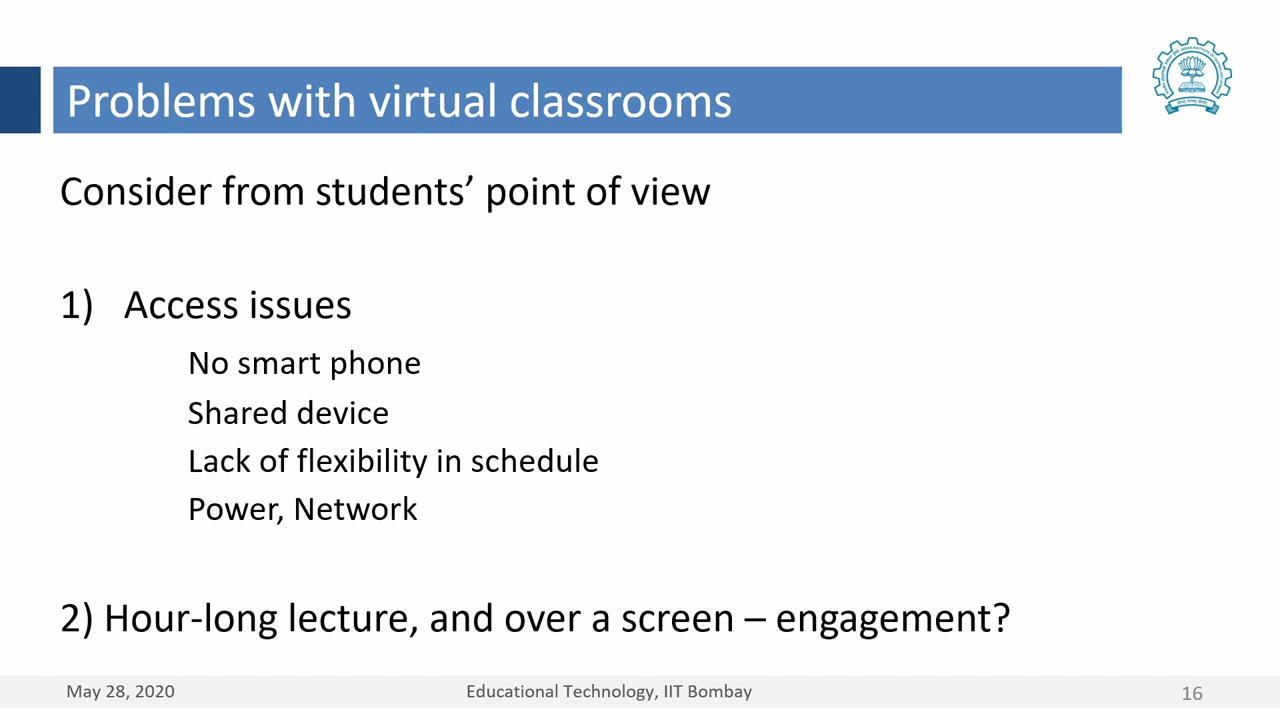 Problems with virtual classrooms
Consider from students’ point of view
1) Access issues
No smart phone
Shared device
Lack of flexibility in schedule
Power, Network
2) Hour-long lecture, and over a screen – engagement?
May 28, 2020
Educational Technology, IIT Bombay
16